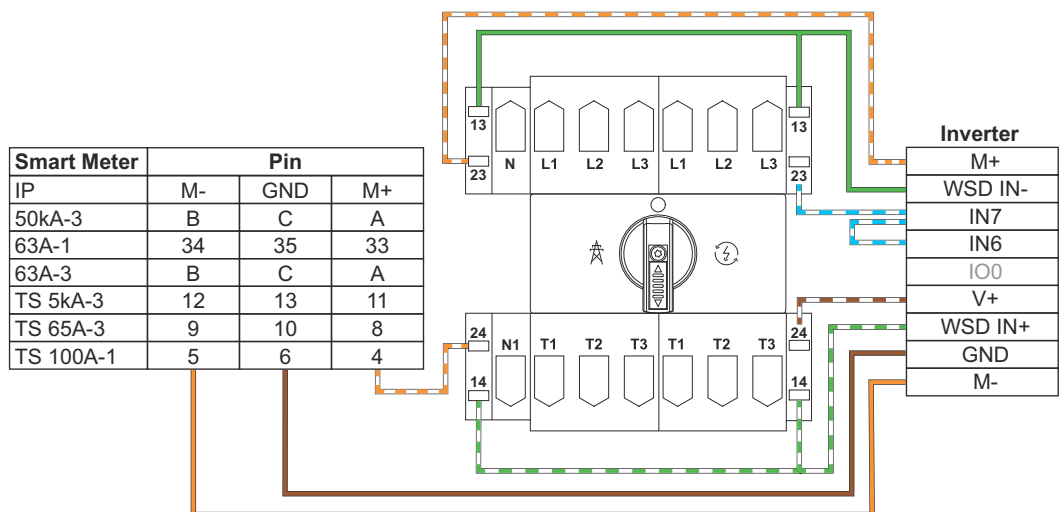 Smart Meter Pin
IP M- GND M+
50kA-3 B C A
63A-1 34 35 33
63A-3 B C A
TS 5kA-3 12 13 11
TS 65A-3 9 10 8
TS 100A-1 5 6 4
13 13
23 N L1 L2 L3 L1 L2 L3 23
24 N1 T1 T2 T3 T1 T2 T3 24
14 14
Inverter
M+
WSD IN-
IN7
IN6
IO0
V+
WSD IN+
GND
M-